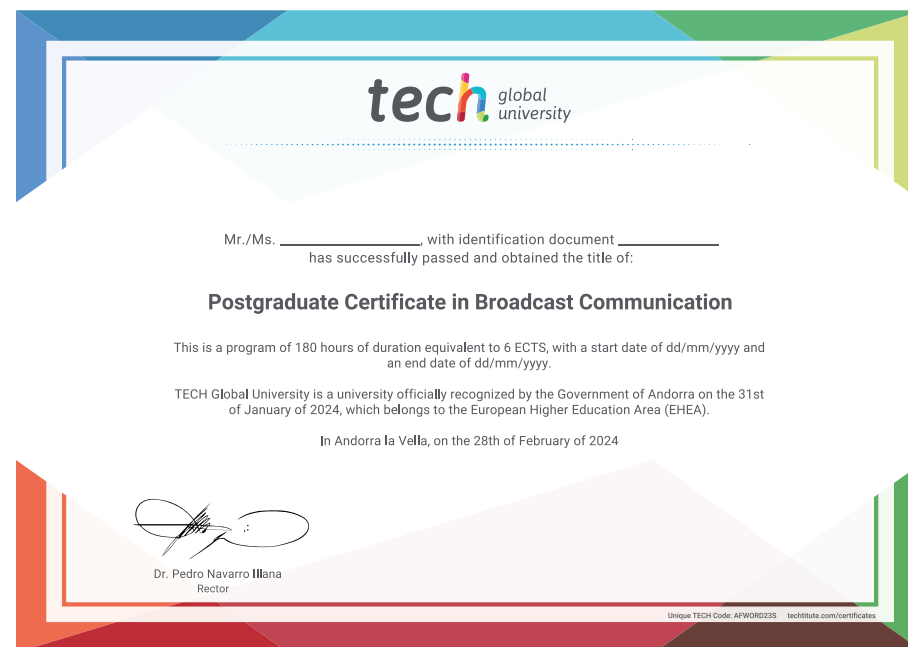 tech global university
Mr./Ms. ____________________, with identification document ______________
has successfully passed and obtained the title of:
Postgraduate Certificate in Broadcast Communication
This is a program of 180 hours of duration equivalent to 6 ECTS, with a start date of dd/mm/yyyy and
an end date of dd/mm/yyyy.
TECH Global University is a university officially recognized by the Government of Andorra on the 31st
of January of 2024, which belongs to the European Higher Education Area (EHEA).
In Andorra la Vella, on the 28th of February of 2024
Dr. Pedro Navarro Illana
Rector
Unique TECH Code: AFWORD23S techtitute.com/certificates